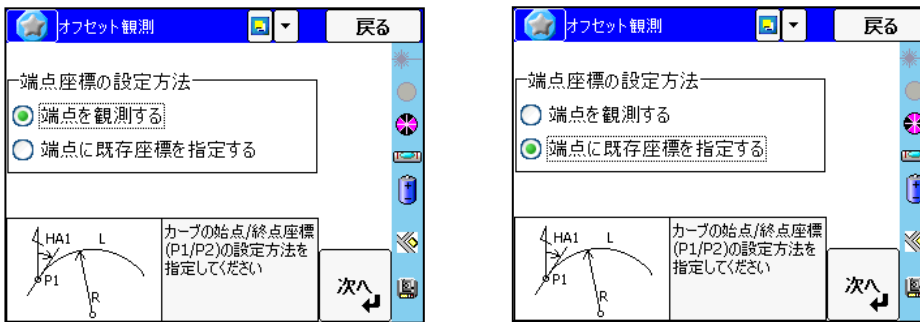 オフセット観測
戻る
端点座標の設定方法
端点を観測する
端点に既存座標を指定する
HA1 L
P1
R
カーブの始点/終点座標
(P1/P2)の設定方法を
指定してください
次へ
オフセット観測
戻る
端点座標の設定方法
端点を観測する
端点に既存座標を指定する
HA1 L
P1
R
カーブの始点/終点座標
(P1/P2)の設定方法を
指定してください
次へ